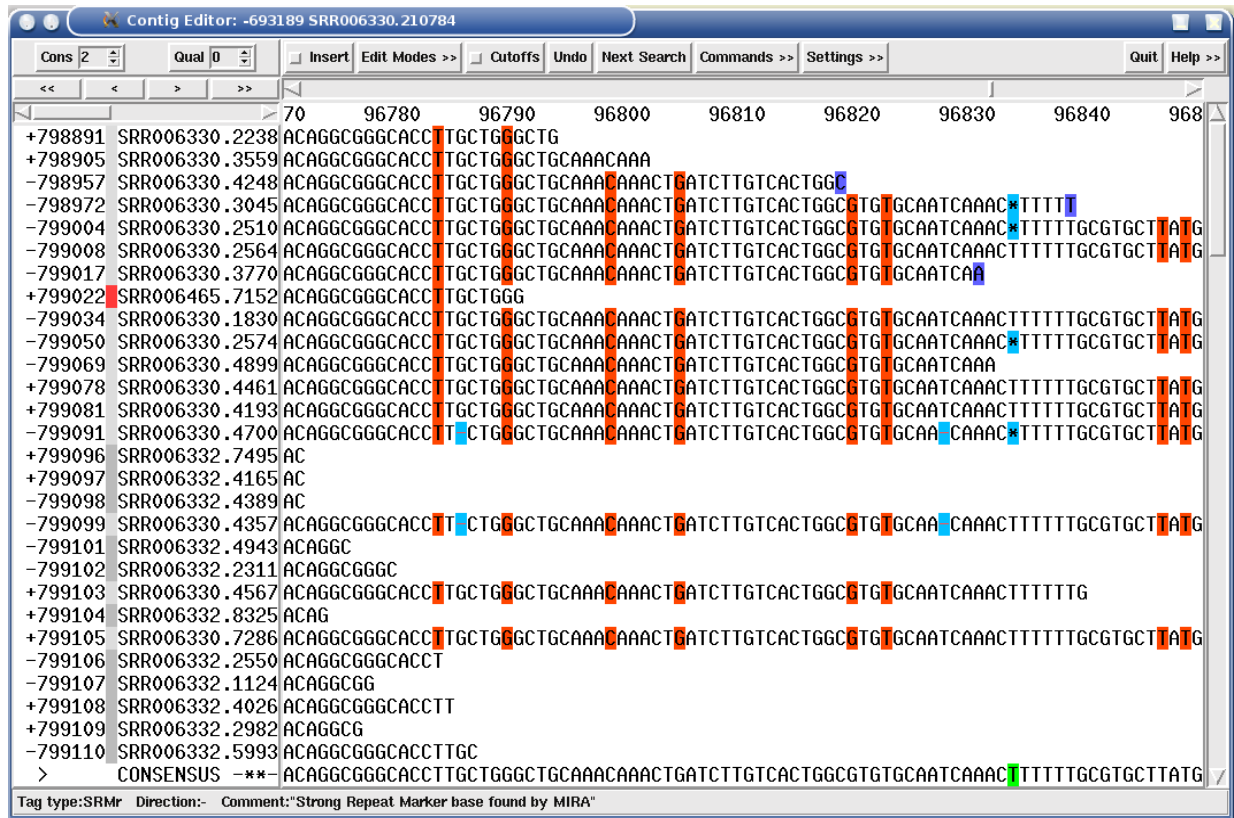 Contig Editor: -693189 SRR006330.210784
Cons 2 Qual 0 Insert Edit Modes >> Cutoffs Undo Next Search Commands >> Settings >> Quit Help >>
<< < > >>
70 96780 96790 96800 96810 96820 96830 96840 968
+798891 SRR006330.2238 ACAGGCGGGCACCTTGCTGGGCTG
+798905 SRR006330.3559 ACAGGCGGGCACCTTGCTGGGCTGCAAACAAA
-798957 SRR006330.4248 ACAGGCGGGCACCTTGCTGGGCTGCAAACAAACTGATCTTGTCACTGGC
-798972 SRR006330.3045 ACAGGCGGGCACCTTGCTGGGCTGCAAACAAACTGATCTTGTCACTGGCGTGTGCAATCAAAC*TTTTT
-799004 SRR006330.2510 ACAGGCGGGCACCTTGCTGGGCTGCAAACAAACTGATCTTGTCACTGGCGTGTGCAATCAAAC*TTTTTGCGTGCTTATG
-799008 SRR006330.2564 ACAGGCGGGCACCTTGCTGGGCTGCAAACAAACTGATCTTGTCACTGGCGTGTGCAATCAAACTTTTTTGCGTGCTTATG
-799017 SRR006330.3770 ACAGGCGGGCACCTTGCTGGGCTGCAAACAAACTGATCTTGTCACTGGCGTGTGCAATCAA
+799022 SRR006465.7152 ACAGGCGGGCACCTTGCTGGG
-799034 SRR006330.1830 ACAGGCGGGCACCTTGCTGGGCTGCAAACAAACTGATCTTGTCACTGGCGTGTGCAATCAAACTTTTTTGCGTGCTTATG
-799050 SRR006330.2574 ACAGGCGGGCACCTTGCTGGGCTGCAAACAAACTGATCTTGTCACTGGCGTGTGCAATCAAAC*TTTTTGCGTGCTTATG
-799069 SRR006330.4899 ACAGGCGGGCACCTTGCTGGGCTGCAAACAAACTGATCTTGTCACTGGCGTGTGCAATCAAA
+799078 SRR006330.4461 ACAGGCGGGCACCTTGCTGGGCTGCAAACAAACTGATCTTGTCACTGGCGTGTGCAATCAAACTTTTTTGCGTGCTTATG
+799081 SRR006330.4193 ACAGGCGGGCACCTTGCTGGGCTGCAAACAAACTGATCTTGTCACTGGCGTGTGCAATCAAACTTTTTTGCGTGCTTATG
-799091 SRR006330.4700 ACAGGCGGGCACCTT-CTGGGCTGCAAACAAACTGATCTTGTCACTGGCGTGTGCAA-CAAAC*TTTTTGCGTGCTTATG
+799096 SRR006332.7495 AC
+799097 SRR006332.4165 AC
-799098 SRR006332.4389 AC
-799099 SRR006330.4357 ACAGGCGGGCACCTT-CTGGGCTGCAAACAAACTGATCTTGTCACTGGCGTGTGCAA-CAAACTTTTTTGCGTGCTTATG
-799101 SRR006332.4943 ACAGGC
-799102 SRR006332.2311 ACAGGCGGGC
+799103 SRR006330.4567 ACAGGCGGGCACCTTGCTGGGCTGCAAACAAACTGATCTTGTCACTGGCGTGTGCAATCAAACTTTTTTG
+799104 SRR006332.8325 ACAG
+799105 SRR006330.7286 ACAGGCGGGCACCTTGCTGGGCTGCAAACAAACTGATCTTGTCACTGGCGTGTGCAATCAAACTTTTTTGCGTGCTTATG
-799106 SRR006332.2550 ACAGGCGGGCACCT
-799107 SRR006332.1124 ACAGGCGG
+799108 SRR006332.4026 ACAGGCGGGCACCTT
+799109 SRR006332.2982 ACAGGCG
-799110 SRR006332.5993 ACAGGCGGGCACCTTGC
> CONSENSUS -**- ACAGGCGGGCACCTTGCTGGGCTGCAAACAAACTGATCTTGTCACTGGCGTGTGCAATCAAACTTTTTTGCGTGCTTATG
Tag type:SRMr Direction:- Comment:"Strong Repeat Marker base found by MIRA"